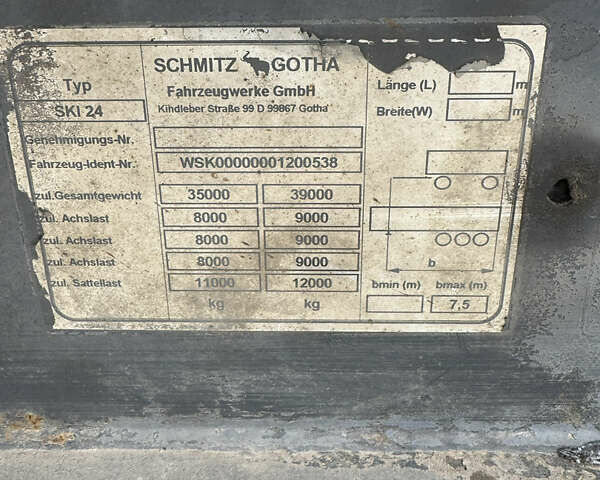 SCHMITZ GOTHA
Fahrzeugwerke GmbH
Kindleber Straße 99 D 99867 Gotha
Typ
SKI 24
Genehmigungs-Nr.
Fahrzeug-Ident-Nr. WSK00000001200538
zul.Gesamtgewicht 35000 39000
zul. Achslast 8000 9000
zul. Achslast 8000 9000
zul. Achslast 8000 9000
zul. Sattellast 11000 12000
kg kg
Länge (L) m
Breite(W) m
b
bmin (m) bmax (m)
7,5